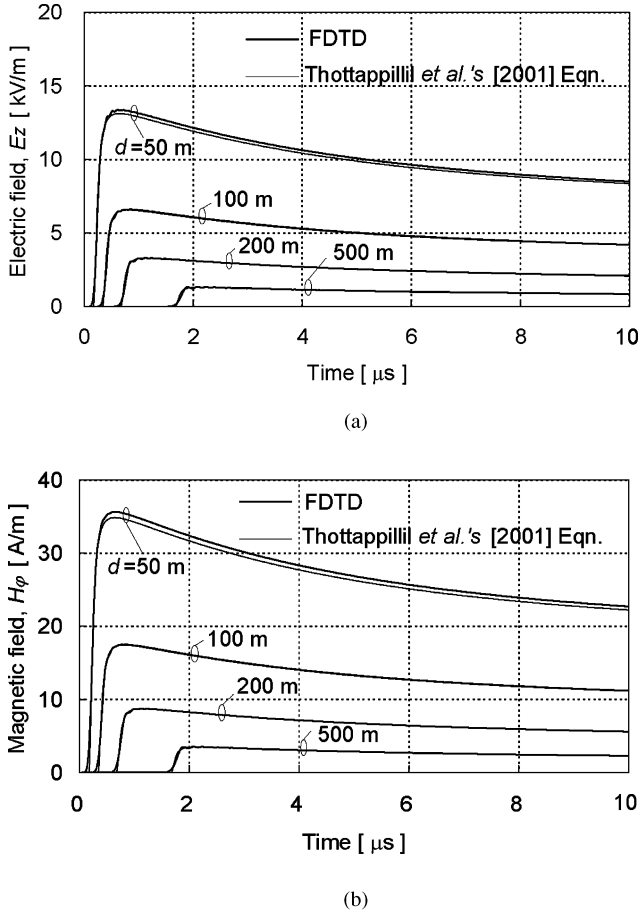 20
15
10
5
0
Electric field, Ez [ kV/m ]
FDTD
Thottappillil et al.'s [2001] Eqn.
d=50 m
100 m
200 m
500 m
0 2 4 6 8 10
Time [ μs ]
(a)
40
30
20
10
0
Magnetic field, Hφ [ A/m ]
FDTD
Thottappillil et al.'s [2001] Eqn.
d=50 m
100 m
200 m
500 m
0 2 4 6 8 10
Time [ μs ]
(b)